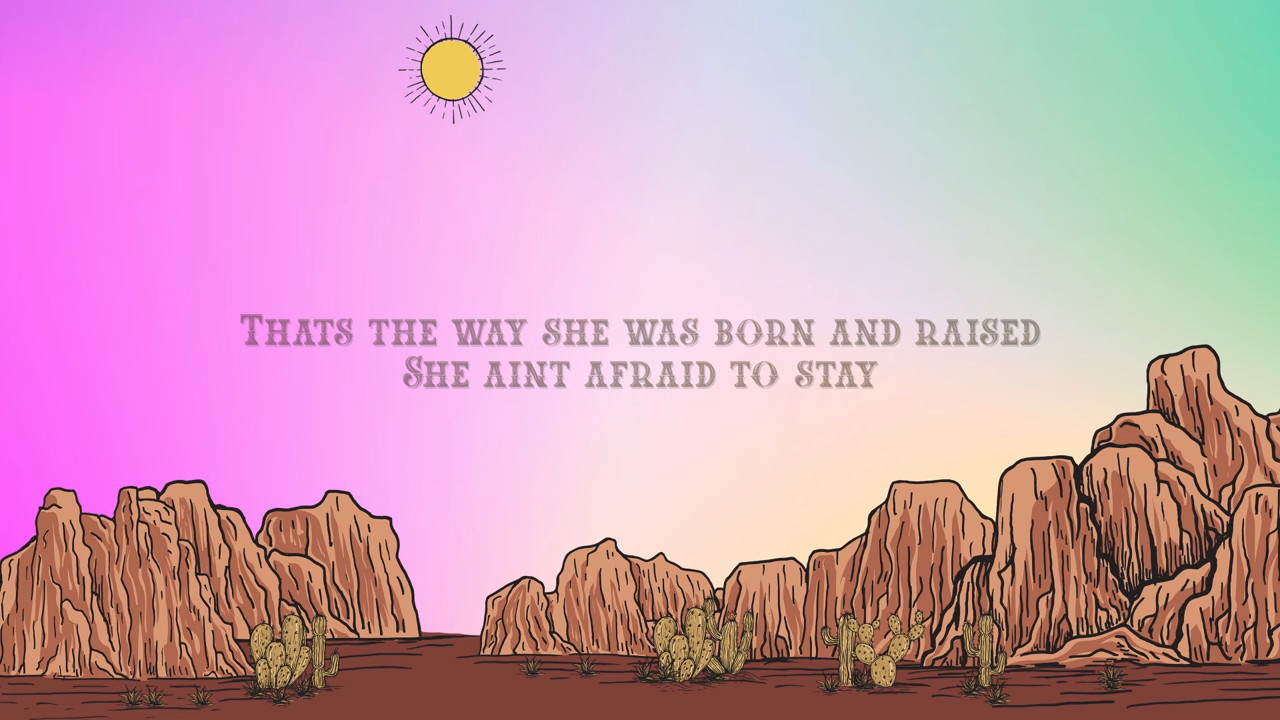 Thats the way she was born and raised
She aint afraid to stay